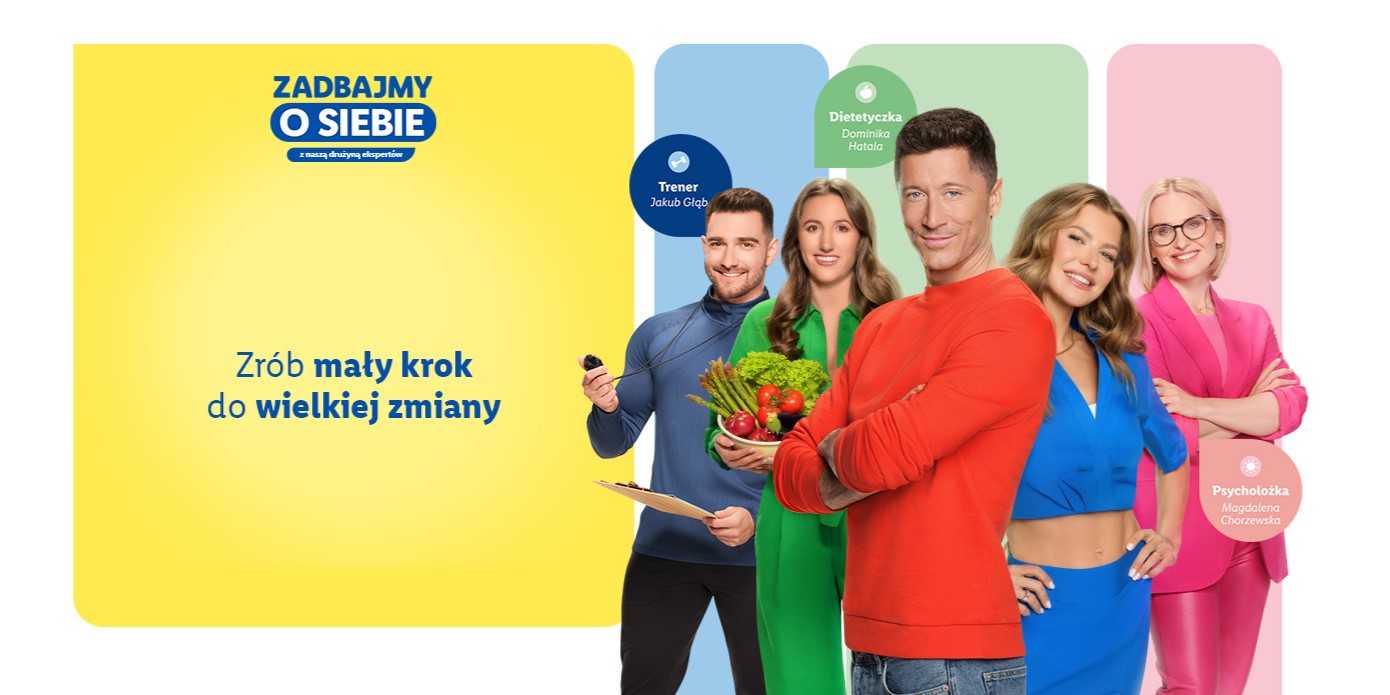 ZADBAJMY
O SIEBIE
z naszą drużyną ekspertów
Zrób mały krok
do wielkiej zmiany
Trener
Jakub Głąb
Dietetyczka
Dominika
Hatala
Psycholożka
Magdalena
Chorzewska